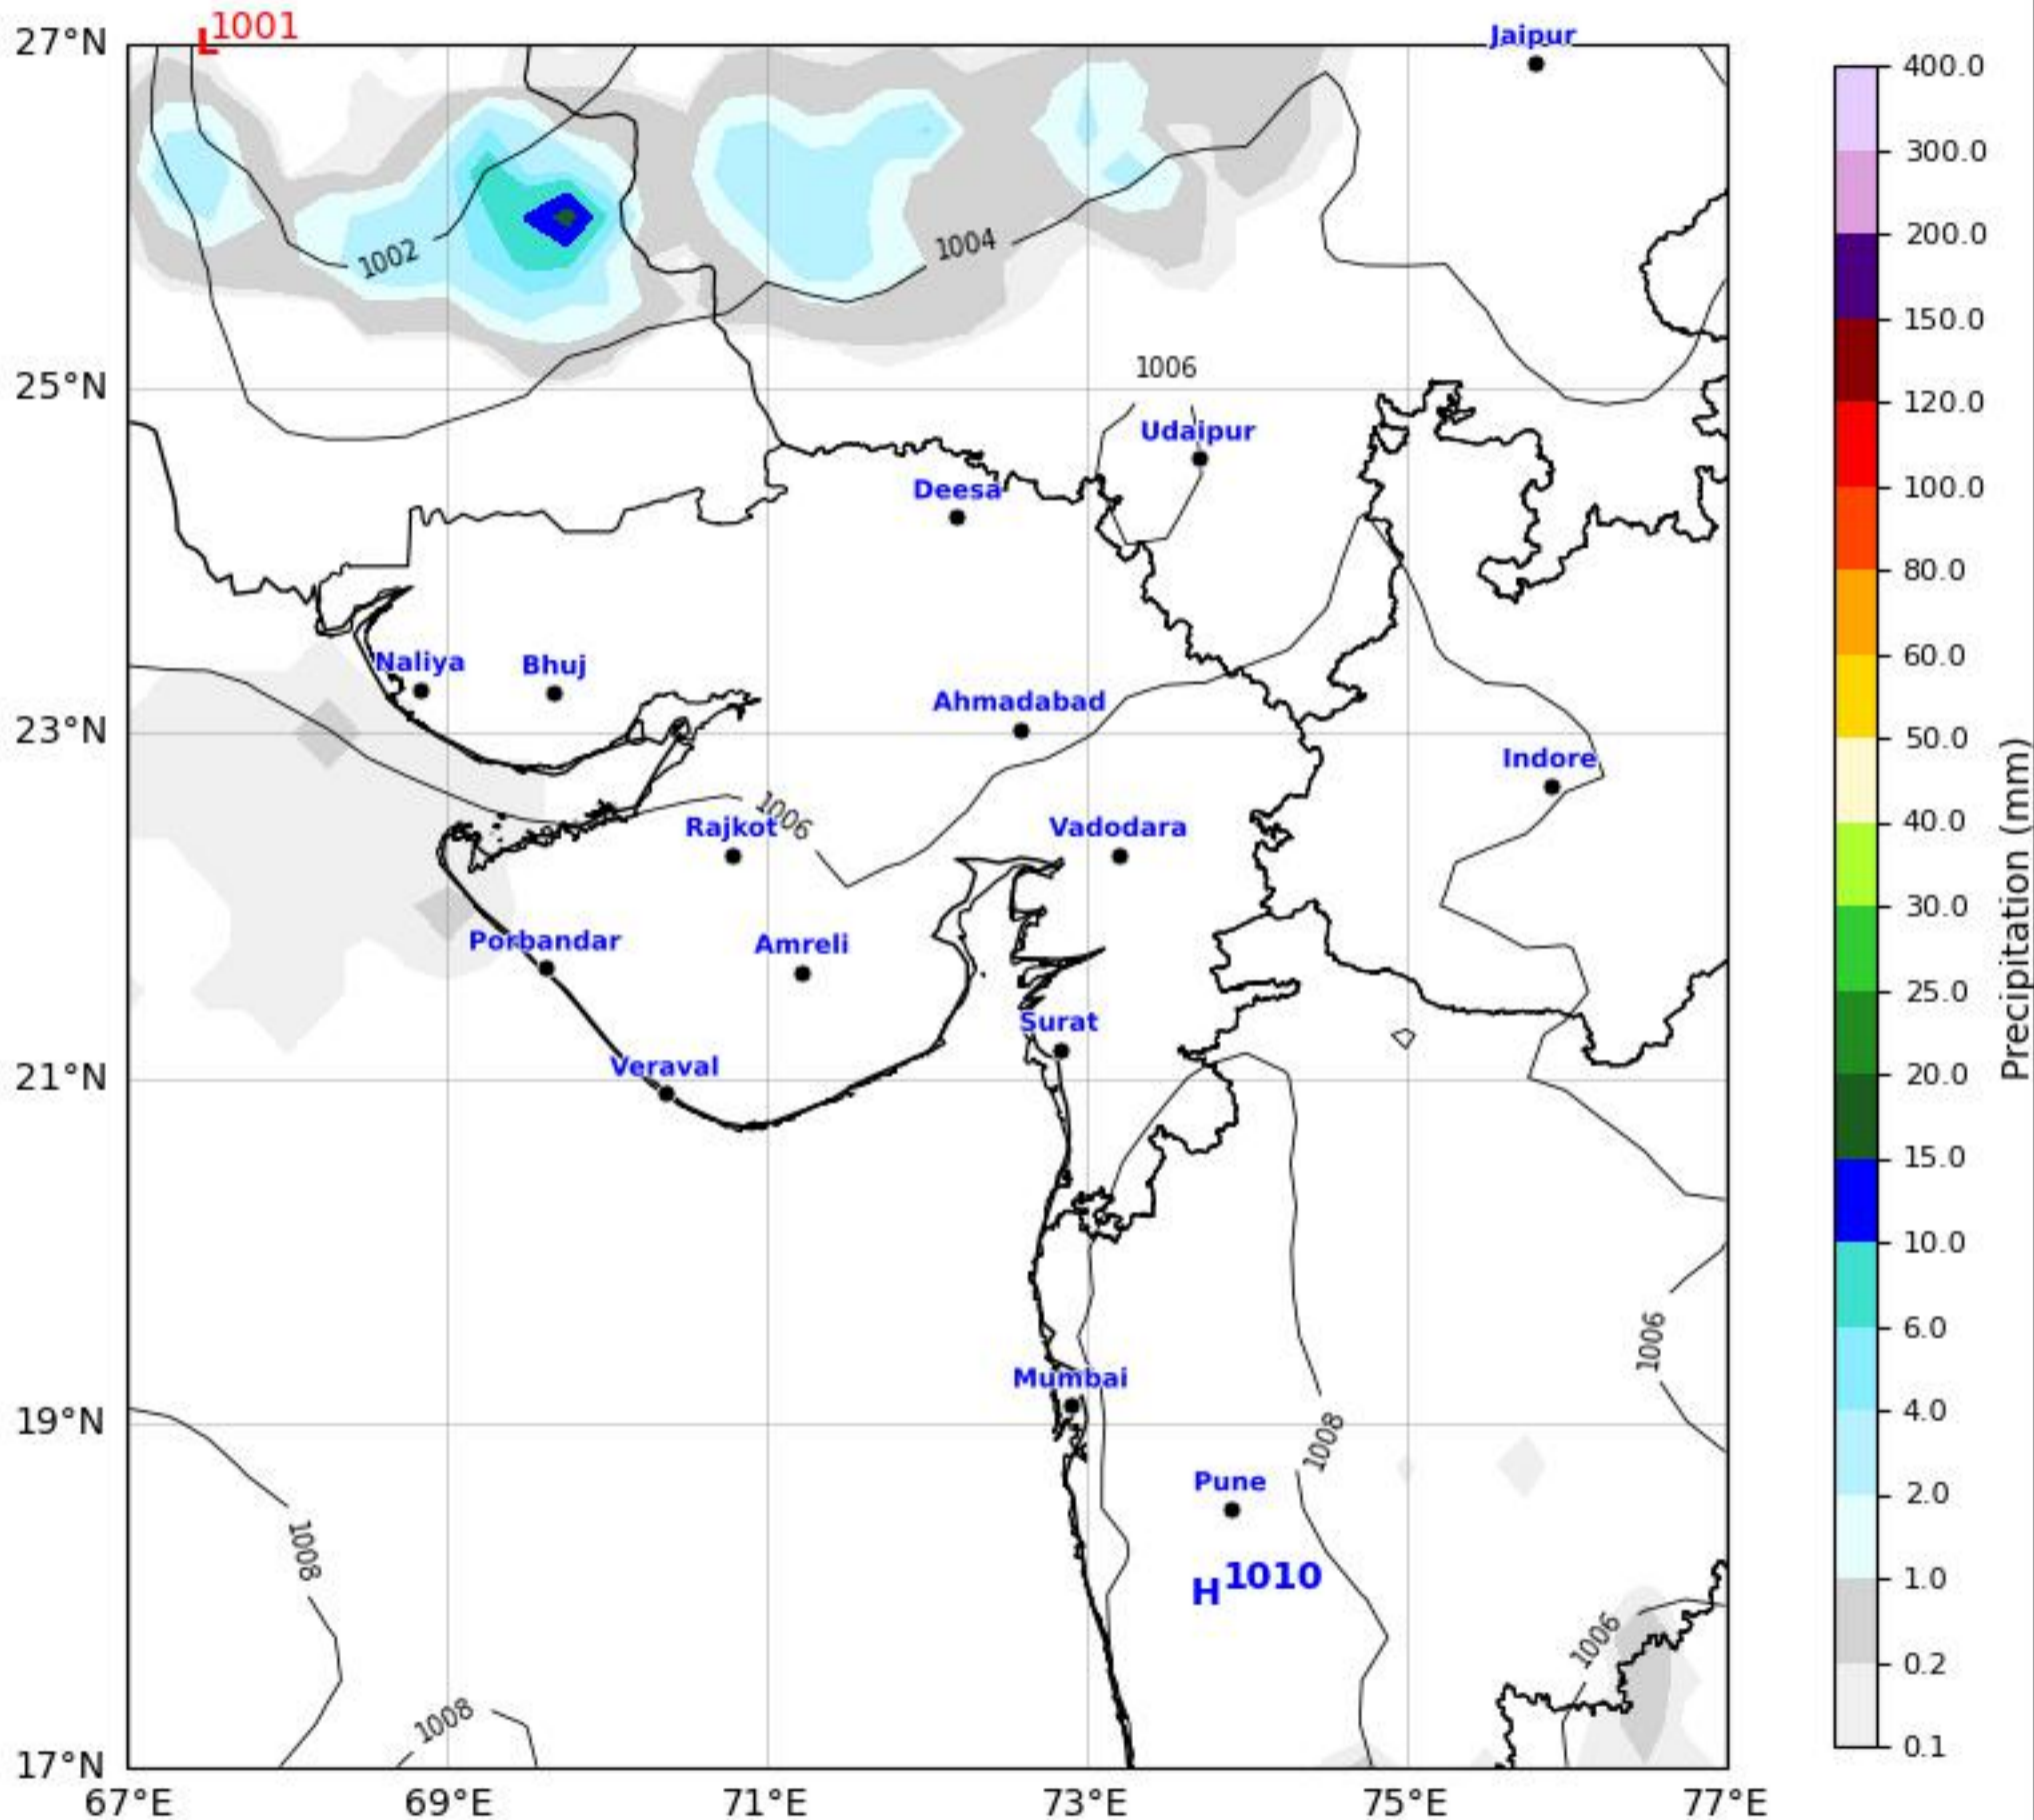 L 1001
27°N
Jaipur
400.0
300.0
1002
1004
200.0
150.0
1006
25°N
120.0
Udaipur
Deesa
100.0
80.0
Naliya
Bhuj
60.0
Ahmadabad
23°N
50.0
Indore
1006
Rajkot
Vadodara
40.0
30.0
Precipitation (mm)
Porbandar
Amreli
25.0
Surat
Veraval
21°N
20.0
15.0
10.0
1006
6.0
Mumbai
19°N
4.0
1008
Pune
2.0
1008
H 1010
1.0
1006
0.2
1008
0.1
17°N
67°E
69°E
71°E
73°E
75°E
77°E